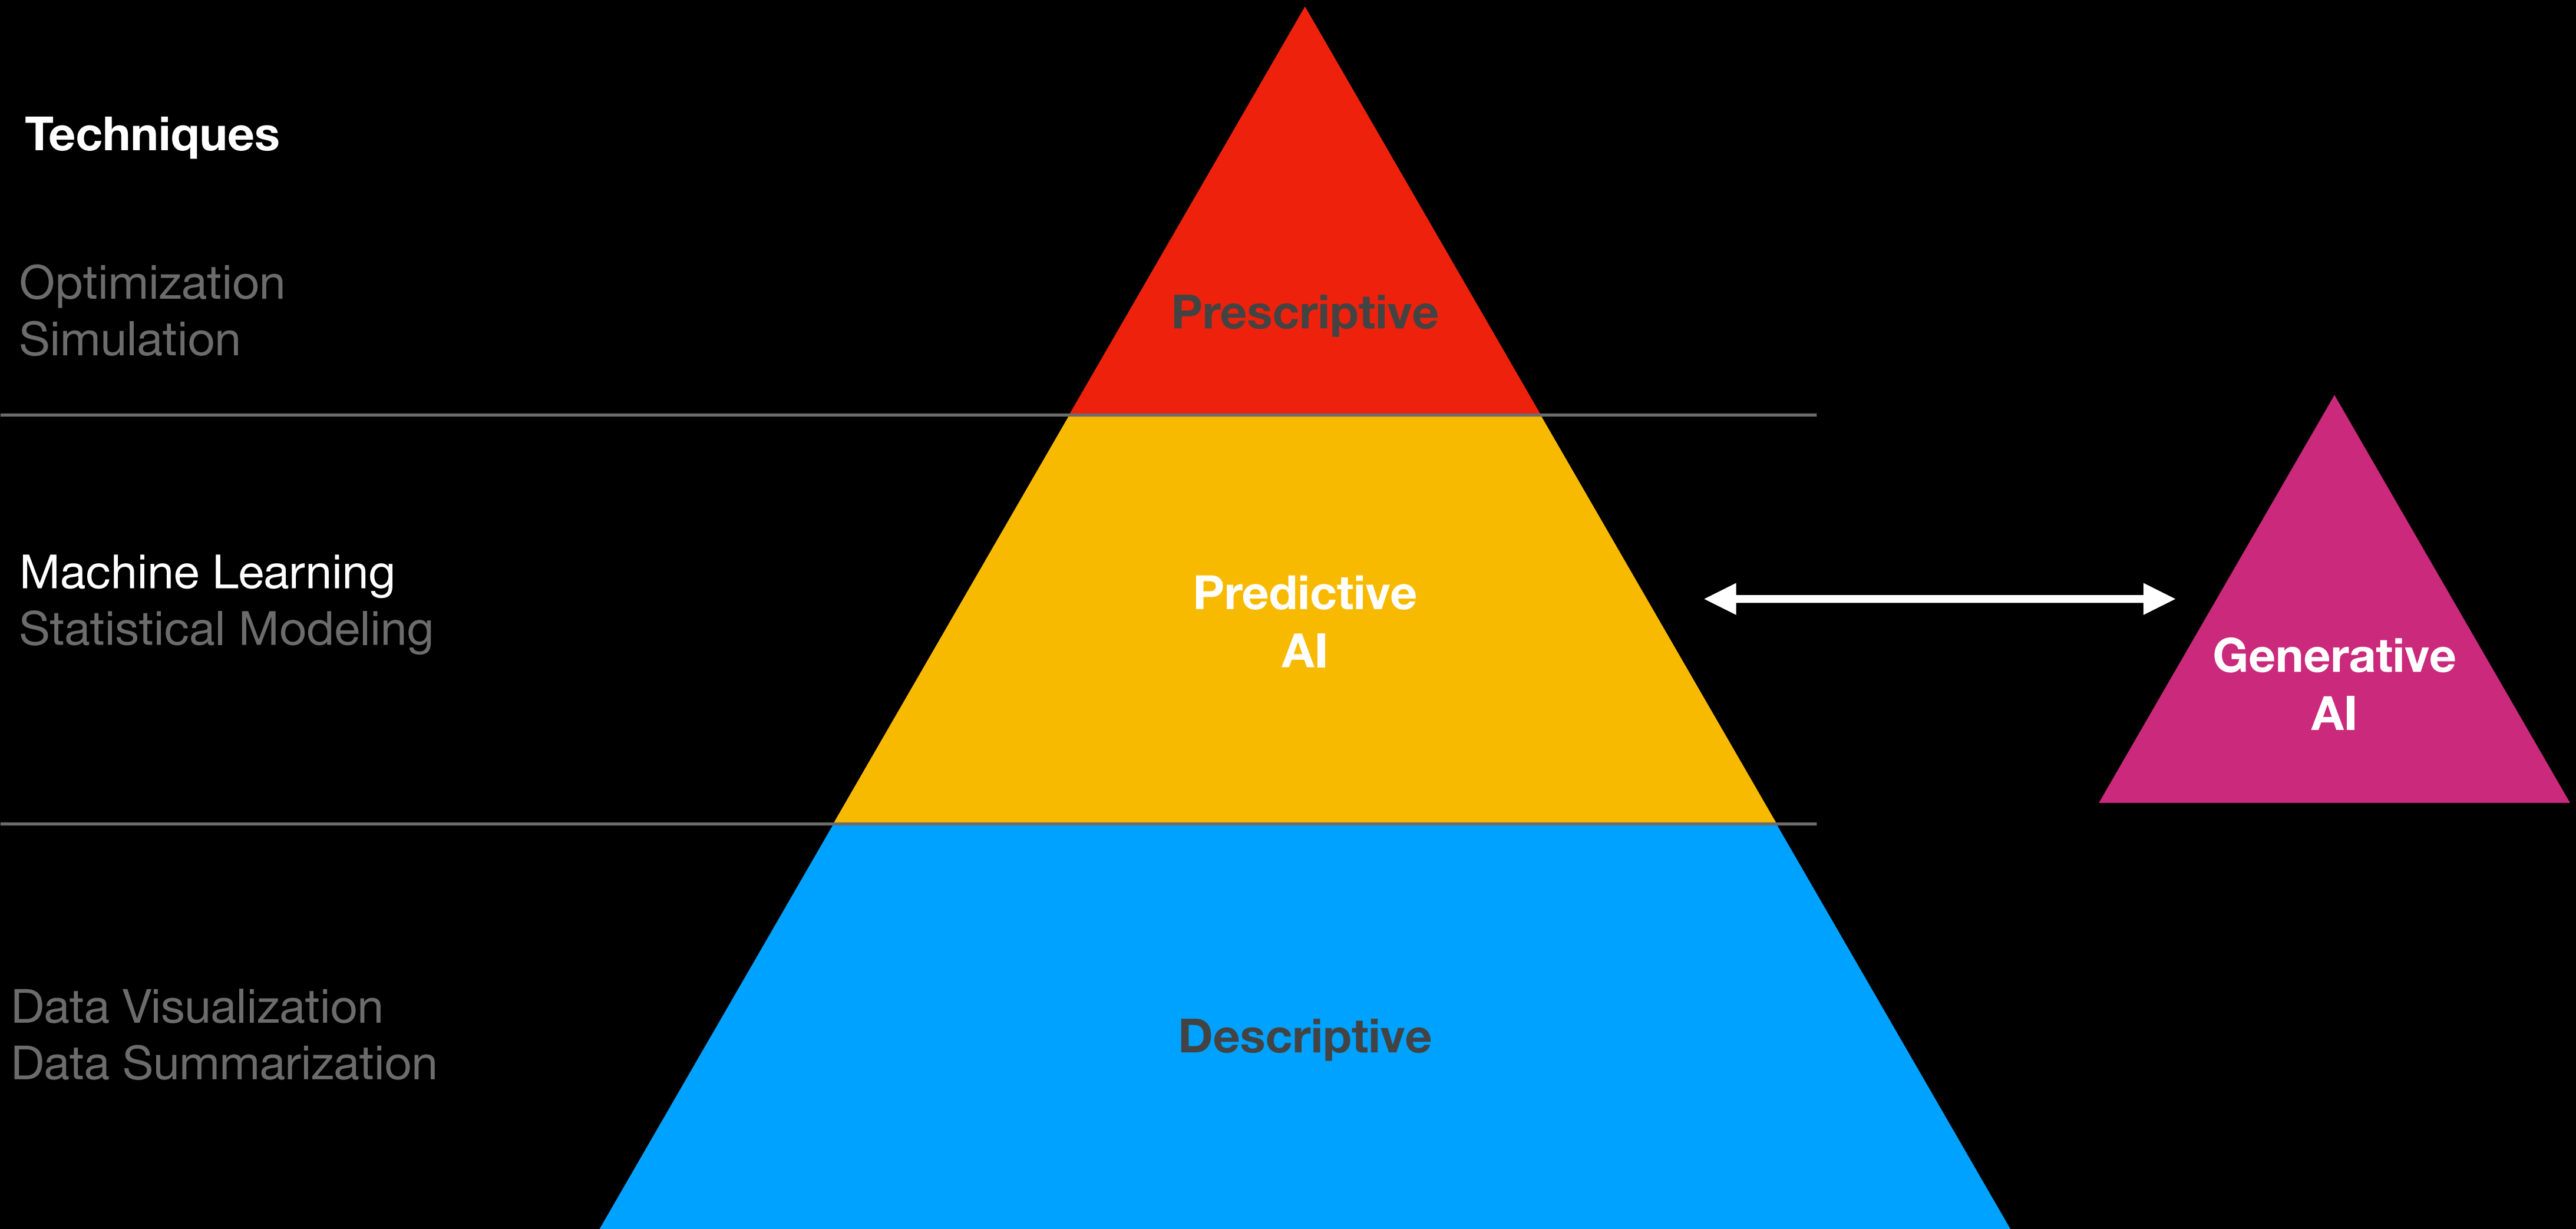 Techniques
Optimization
Simulation
Prescriptive
Machine Learning
Statistical Modeling
Predictive
AI
Generative
AI
Data Visualization
Data Summarization
Descriptive